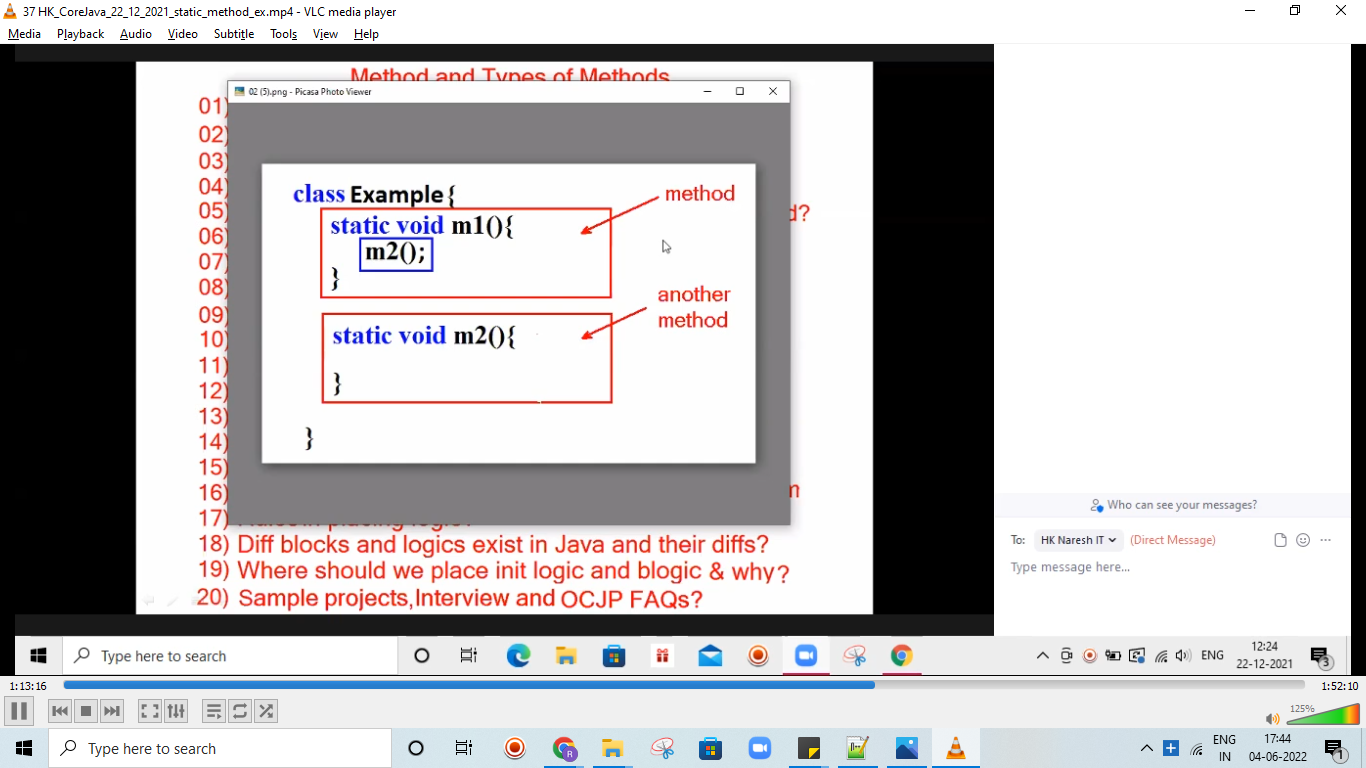 37 HK_CoreJava_22_12_2021_static_method_ex.mp4 - VLC media player
Media Playback Audio Video Subtitle Tools View Help
Method and Types of Methods
02 (5).png - Picasa Photo Viewer
01)
02)
03)
04)
05) d?
06)
07)
08)
09)
10)
11)
12)
13)
14)
15)
16)
17)
class Example{
method
static void m1(){
m2();
}
another
method
static void m2(){
}
}
18) Diff blocks and logics exist in Java and their diffs?
19) Where should we place init logic and blogic & why?
20) Sample projects,Interview and OCJP FAQs?
Who can see your messages?
To: HK Naresh IT (Direct Message)
Type message here...
Type here to search
ENG
12:24
22-12-2021
3
1:13:16
1:52:10
125%
Type here to search
ENG
IN
17:44
04-06-2022
1